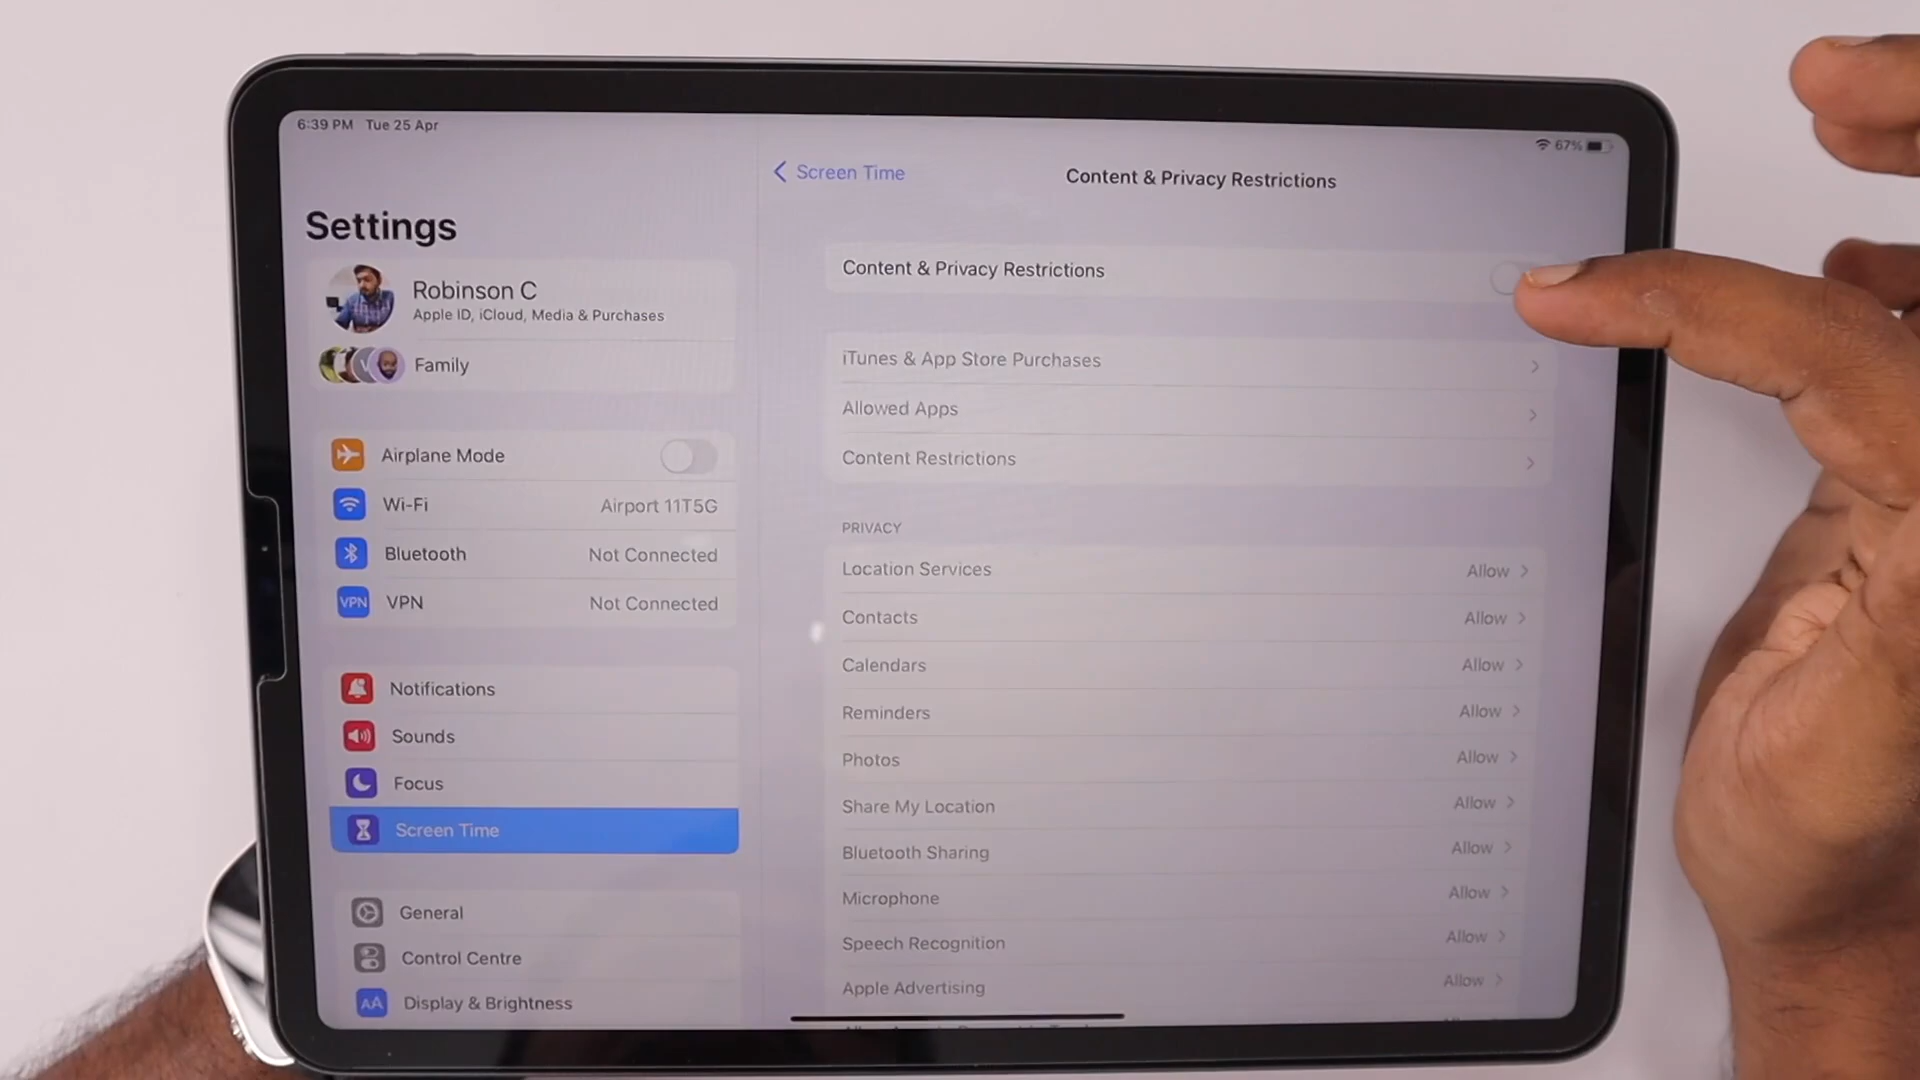 6:39 PM Tue 25 Apr
67%
Settings
Robinson C
Apple ID, iCloud, Media & Purchases
Family
Airplane Mode
Wi-Fi Airport 11T5G
Bluetooth Not Connected
VPN VPN Not Connected
Notifications
Sounds
Focus
Screen Time
General
Control Centre
AA Display & Brightness
Screen Time
Content & Privacy Restrictions
Content & Privacy Restrictions
iTunes & App Store Purchases
Allowed Apps
Content Restrictions
PRIVACY
Location Services Allow
Contacts Allow
Calendars Allow
Reminders Allow
Photos Allow
Share My Location Allow
Bluetooth Sharing Allow
Microphone Allow
Speech Recognition Allow
Apple Advertising Allow